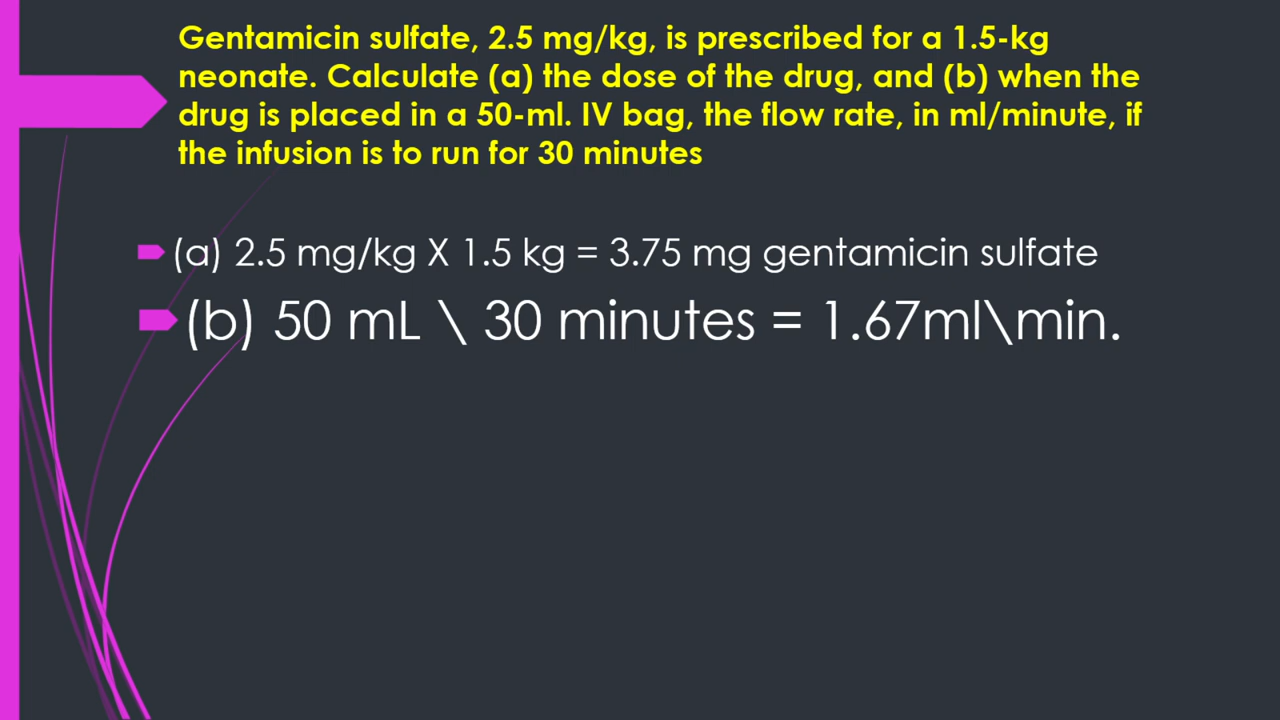 Gentamicin sulfate, 2.5 mg/kg, is prescribed for a 1.5-kg
neonate. Calculate (a) the dose of the drug, and (b) when the
drug is placed in a 50-ml. IV bag, the flow rate, in ml/minute, if
the infusion is to run for 30 minutes
(a) 2.5 mg/kg X 1.5 kg = 3.75 mg gentamicin sulfate
(b) 50 mL \ 30 minutes = 1.67ml\min.